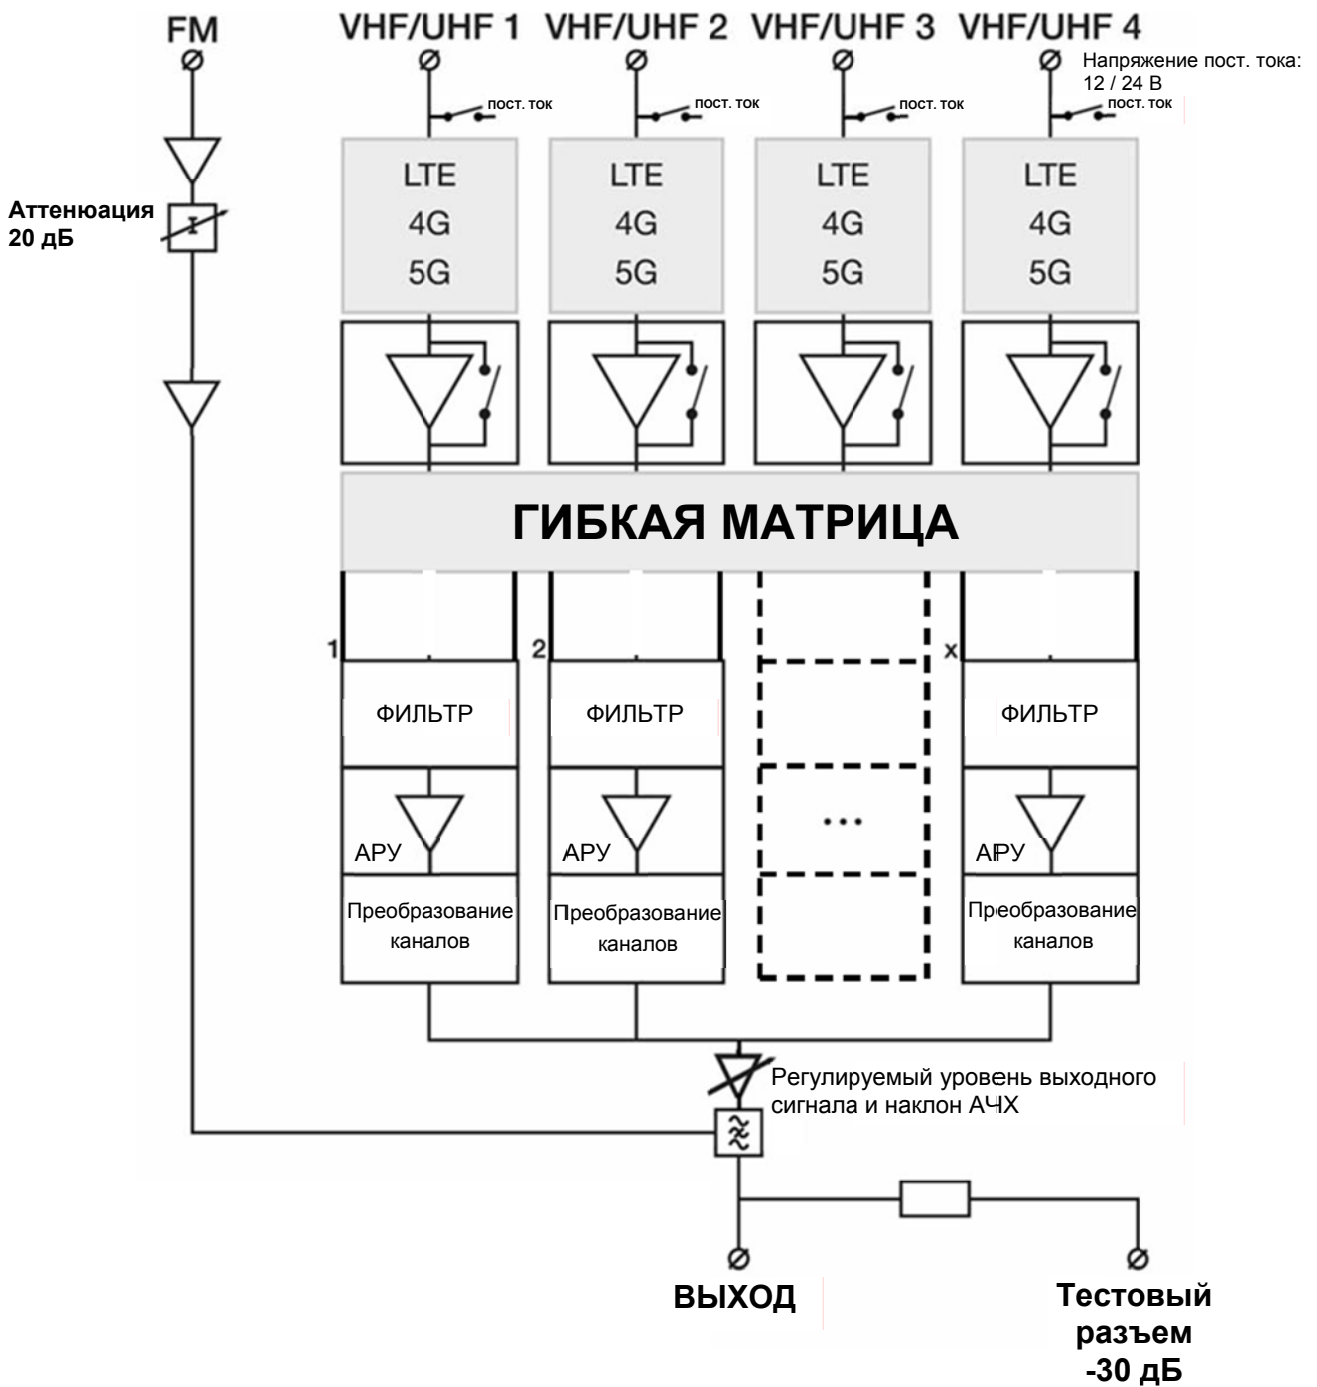 FM
VHF/UHF 1
VHF/UHF 2
VHF/UHF 3
VHF/UHF 4
Напряжение пост. тока:
12 / 24 В
пост. ток
пост. ток
пост. ток
пост. ток
Аттенюация
20 дБ
LTE
4G
5G
LTE
4G
5G
LTE
4G
5G
LTE
4G
5G
ГИБКАЯ МАТРИЦА
1
2
x
ФИЛЬТР
ФИЛЬТР
ФИЛЬТР
...
АРУ
АРУ
АРУ
Преобразование
каналов
Преобразование
каналов
Преобразование
каналов
Регулируемый уровень выходного
сигнала и наклон АЧХ
ВЫХОД
Тестовый
разъем
-30 дБ